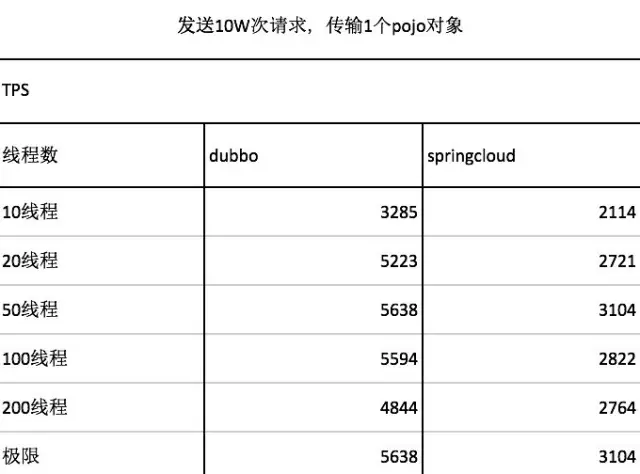 发送10W次请求，传输1个pojo对象
TPS
线程数 dubbo springcloud
10线程 3285 2114
20线程 5223 2721
50线程 5638 3104
100线程 5594 2822
200线程 4844 2764
极限 5638 3104